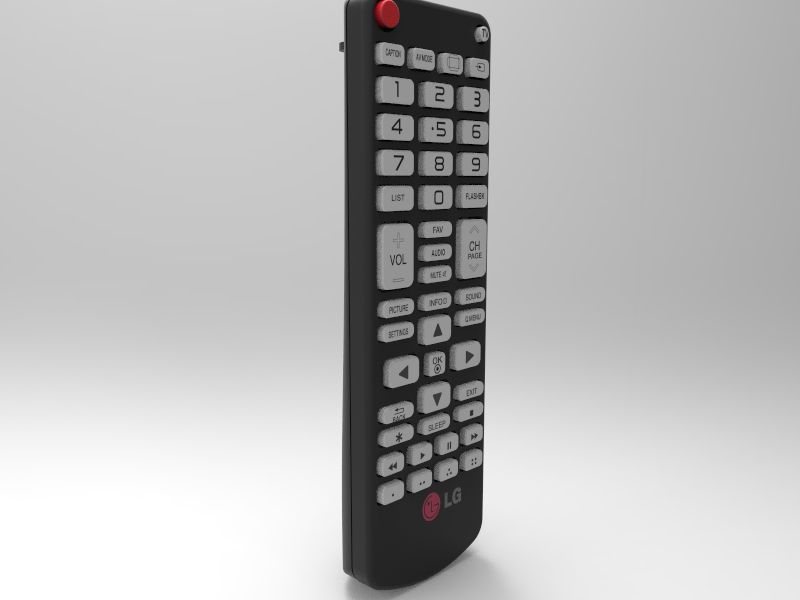 TV
CAPTION AV MODE
1 2 3
4 5 6
7 8 9
LIST 0 FLASHBK
FAV
VOL AUDIO CH
PAGE
MUTE
PICTURE INFO SOUND
SETTINGS Q.MENU
OK
EXIT
BACK
SLEEP
LG